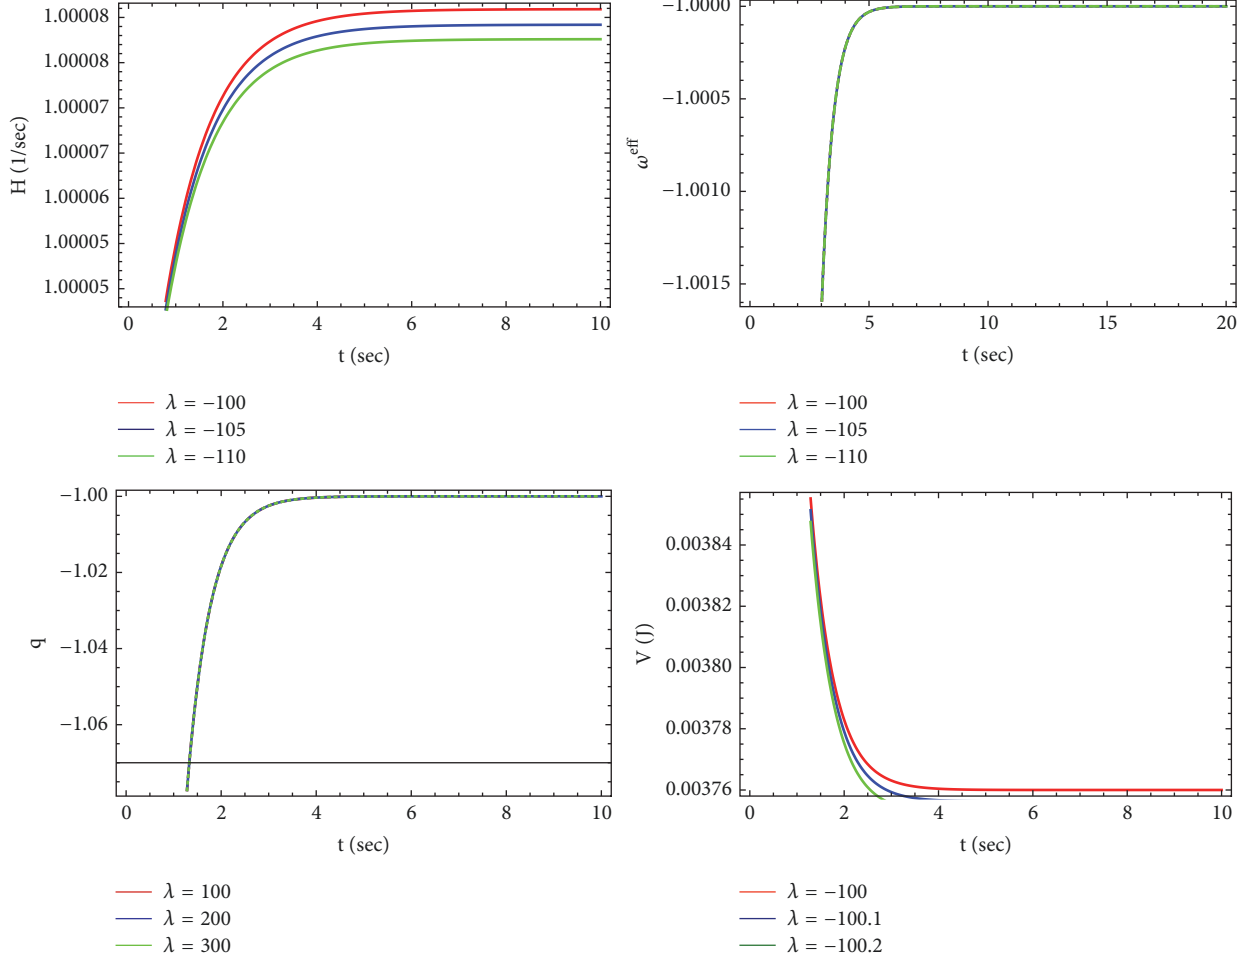 1.00008
1.00008
1.00007
1.00007
1.00006
1.00005
1.00005
H (1/sec)
0 2 4 6 8 10
t (sec)
λ = −100
λ = −105
λ = −110
−1.0000
−1.0005
−1.0010
−1.0015
ω^eff
0 5 10 15 20
t (sec)
λ = −100
λ = −105
λ = −110
−1.00
−1.02
−1.04
−1.06
q
0 2 4 6 8 10
t (sec)
λ = 100
λ = 200
λ = 300
0.00384
0.00382
0.00380
0.00378
0.00376
V (J)
0 2 4 6 8 10
t (sec)
λ = −100
λ = −100.1
λ = −100.2